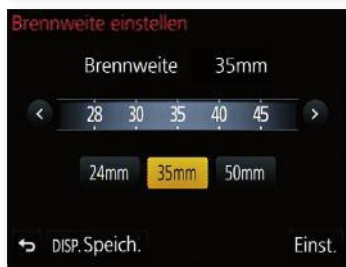 Brennweite einstellen
Brennweite 35mm
28 30 35 40 45
24mm 35mm 50mm
DISP. Speich. Einst.